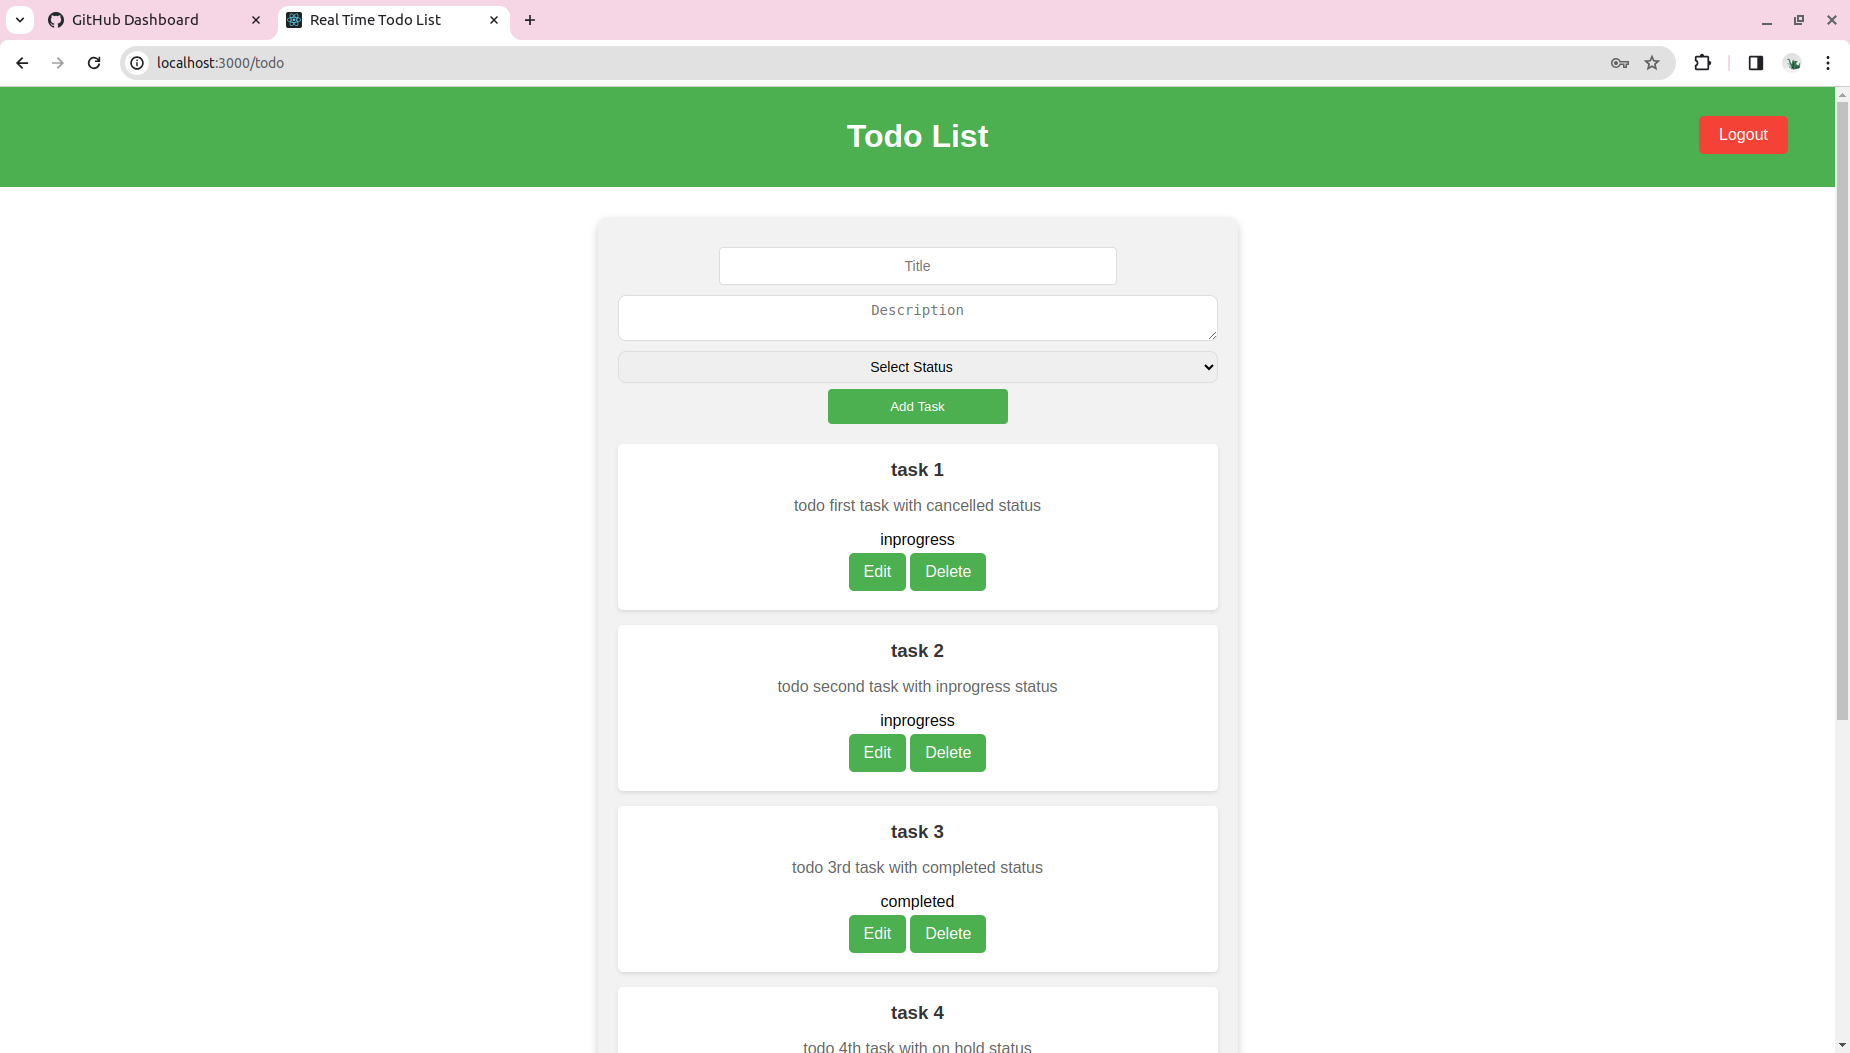 GitHub Dashboard
Real Time Todo List
localhost:3000/todo
Todo List
Logout
Title
Description
Select Status
Add Task
task 1
todo first task with cancelled status
inprogress
Edit Delete
task 2
todo second task with inprogress status
inprogress
Edit Delete
task 3
todo 3rd task with completed status
completed
Edit Delete
task 4
todo 4th task with on hold status